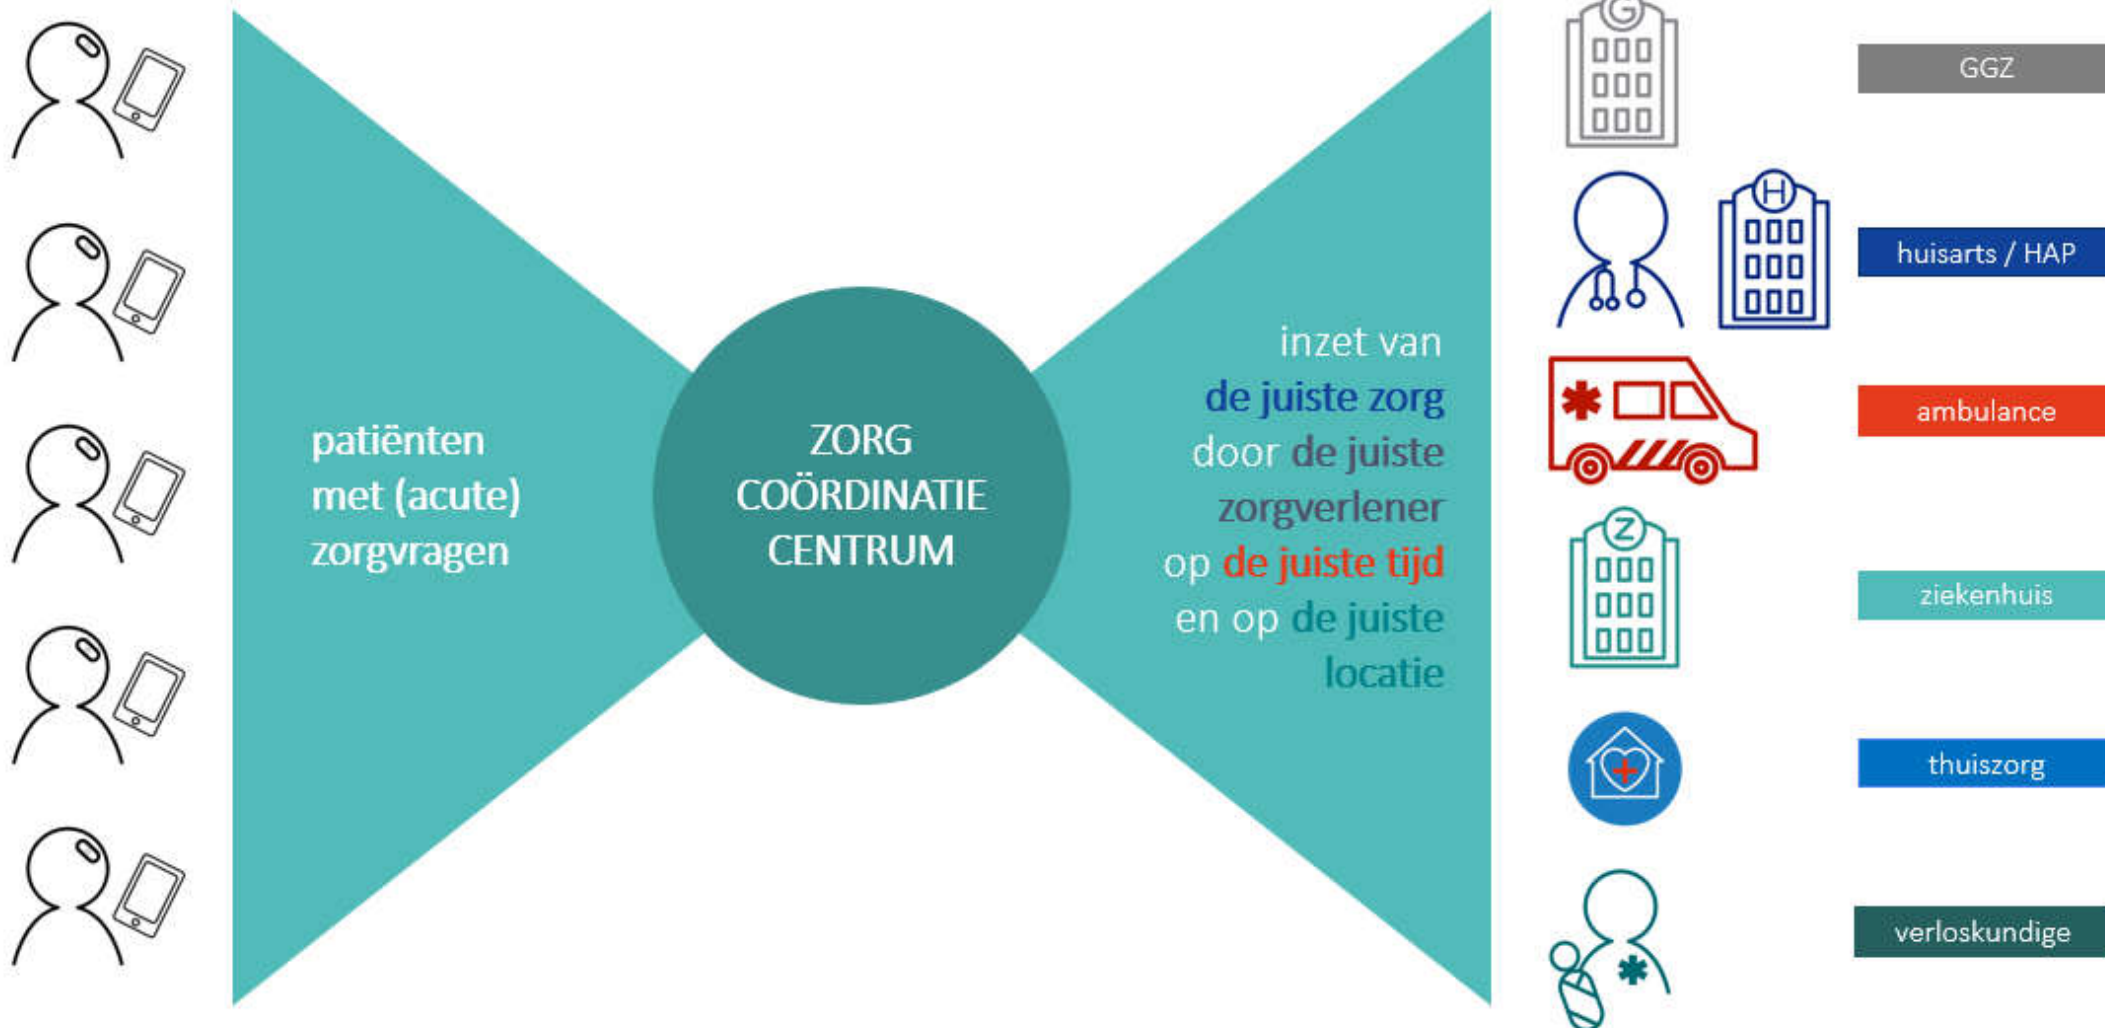 patiënten
met (acute)
zorgvragen
ZORG
COÖRDINATIE
CENTRUM
inzet van
de juiste zorg
door de juiste
zorgverlener
op de juiste tijd
en op de juiste
locatie
G
GGZ
H
huisarts / HAP
ambulance
Z
ziekenhuis
thuiszorg
verloskundige